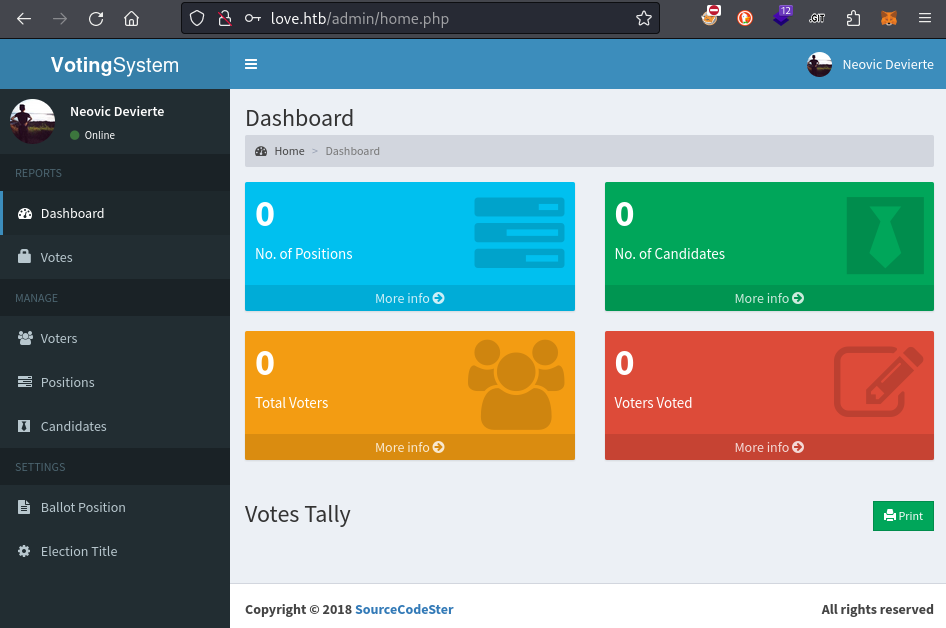 love.htb/admin/home.php
12
.GIT
VotingSystem
Neovic Devierte
Neovic Devierte
Online
REPORTS
Dashboard
Votes
MANAGE
Voters
Positions
Candidates
SETTINGS
Ballot Position
Election Title
Dashboard
Home > Dashboard
0
No. of Positions
More info
0
No. of Candidates
More info
0
Total Voters
More info
0
Voters Voted
More info
Votes Tally
Print
Copyright © 2018 SourceCodeSter
All rights reserved